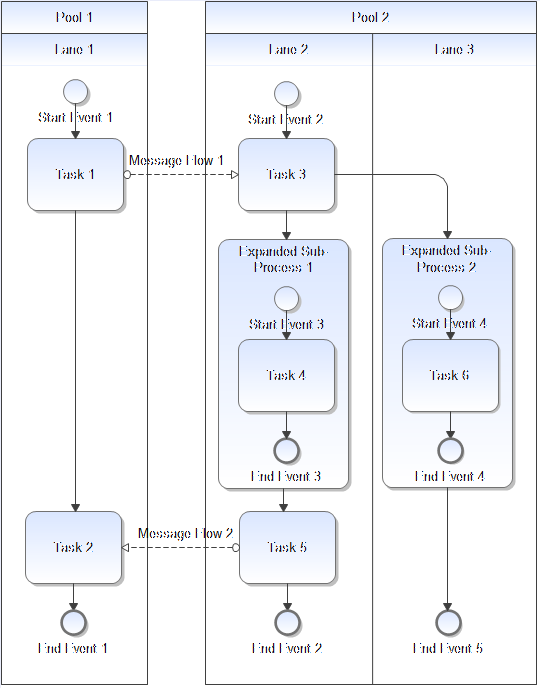 Pool 1
Pool 2
Lane 1
Lane 2
Lane 3
Start Event 1
Start Event 2
Task 1
Message Flow 1
Task 3
Expanded Sub-
Process 1
Expanded Sub-
Process 2
Start Event 3
Start Event 4
Task 4
Task 6
End Event 3
End Event 4
Message Flow 2
Task 2
Task 5
End Event 1
End Event 2
End Event 5